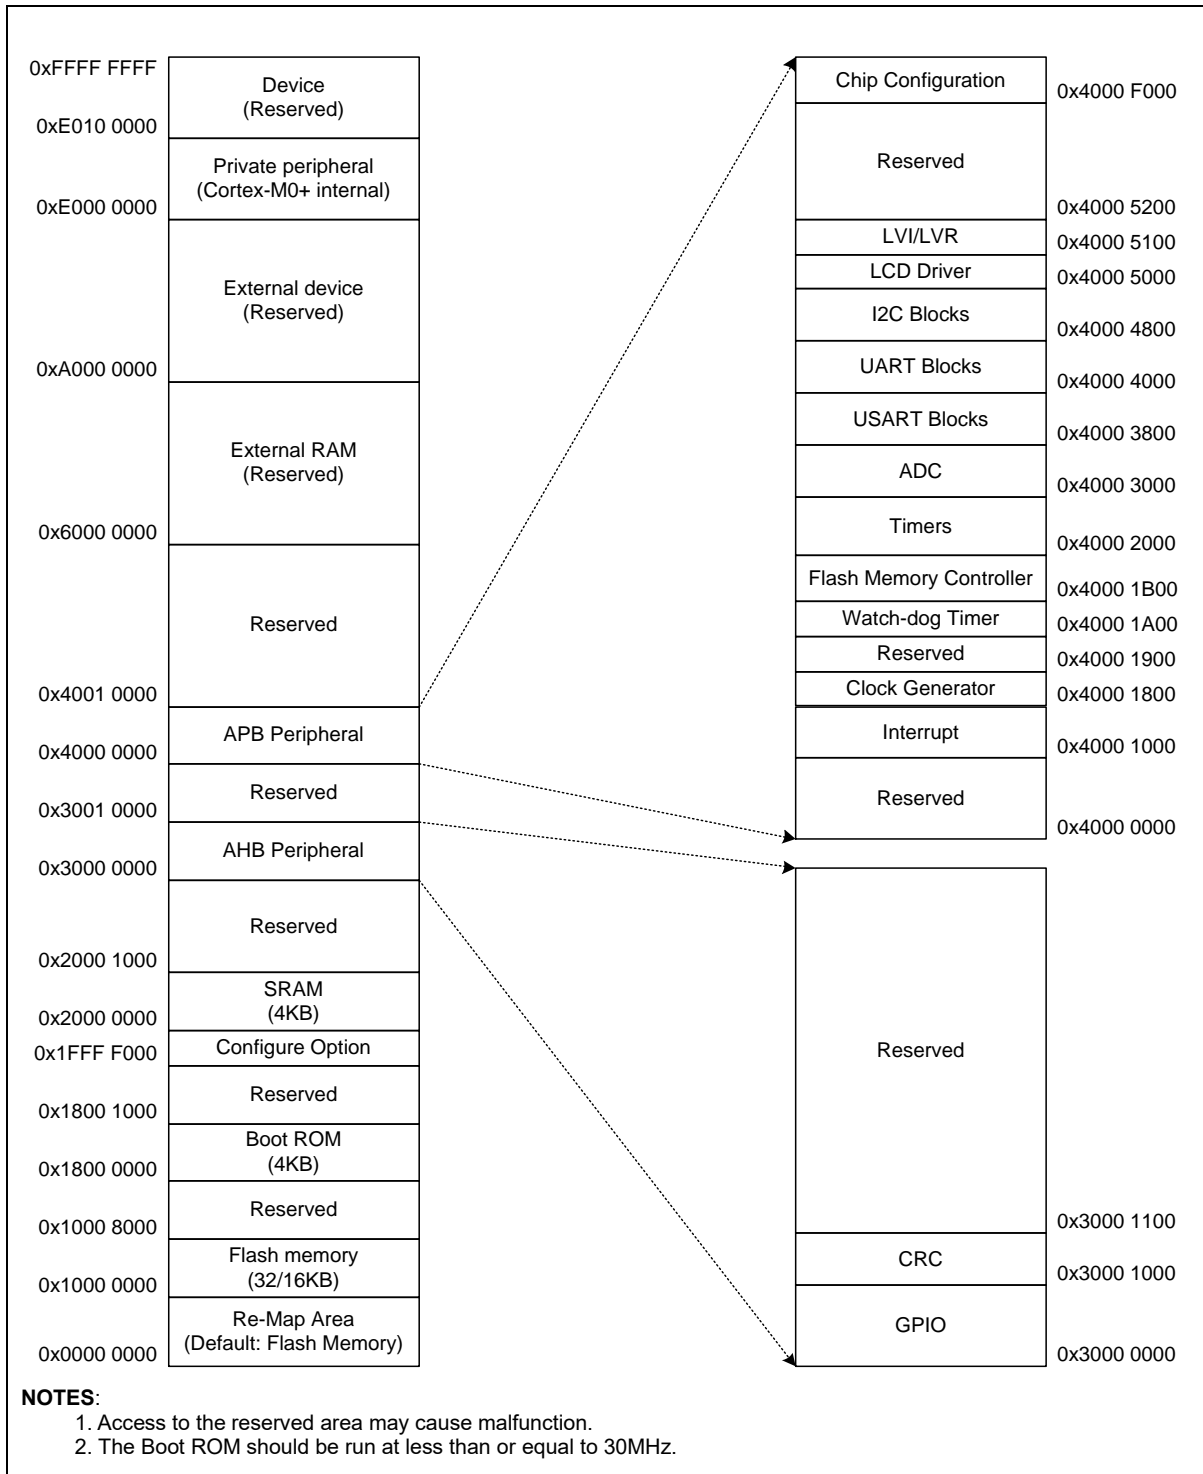 0xFFFF FFFF
Device
(Reserved)
0xE010 0000
Private peripheral
(Cortex-M0+ internal)
0xE000 0000
External device
(Reserved)
0xA000 0000
External RAM
(Reserved)
0x6000 0000
Reserved
0x4001 0000
APB Peripheral
0x4000 0000
Reserved
0x3001 0000
AHB Peripheral
0x3000 0000
Reserved
0x2000 1000
SRAM
(4KB)
0x2000 0000
Configure Option
0x1FFF F000
Reserved
0x1800 1000
Boot ROM
(4KB)
0x1800 0000
Reserved
0x1000 8000
Flash memory
(32/16KB)
0x1000 0000
Re-Map Area
(Default: Flash Memory)
0x0000 0000
Chip Configuration
0x4000 F000
Reserved
0x4000 5200
LVI/LVR
0x4000 5100
LCD Driver
0x4000 5000
I2C Blocks
0x4000 4800
UART Blocks
0x4000 4000
USART Blocks
0x4000 3800
ADC
0x4000 3000
Timers
0x4000 2000
Flash Memory Controller
0x4000 1B00
Watch-dog Timer
0x4000 1A00
Reserved
0x4000 1900
Clock Generator
0x4000 1800
Interrupt
0x4000 1000
Reserved
0x4000 0000
Reserved
0x3000 1100
CRC
0x3000 1000
GPIO
0x3000 0000
NOTES:
1. Access to the reserved area may cause malfunction.
2. The Boot ROM should be run at less than or equal to 30MHz.